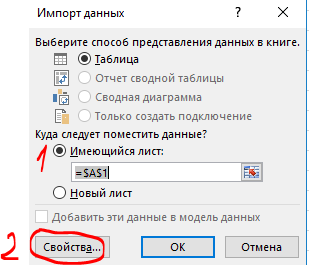 Импорт данных
Выберите способ представления данных в книге.
Таблица
Отчет сводной таблицы
Сводная диаграмма
Только создать подключение
Куда следует поместить данные?
1 Имеющийся лист:
=$A$1
Новый лист
Добавить эти данные в модель данных
2 Свойства... ОК Отмена